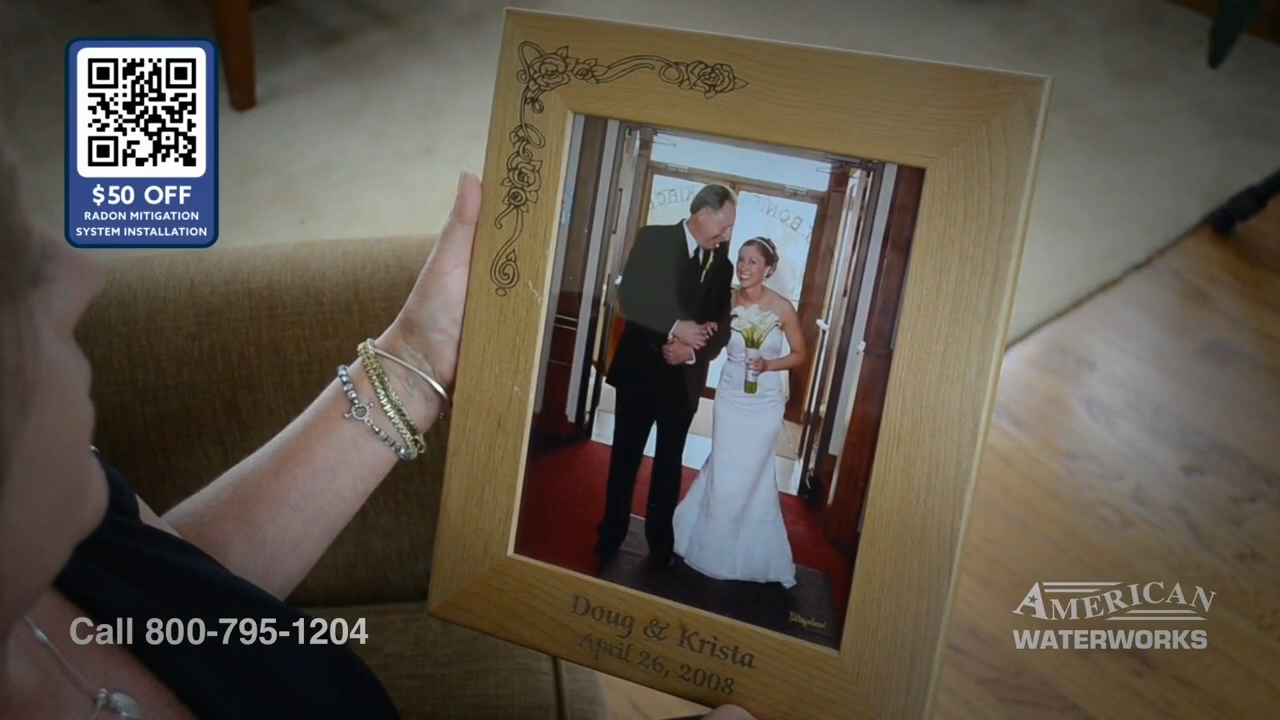 $50 OFF
RADON MITIGATION
SYSTEM INSTALLATION
Doug & Krista
April 26, 2008
Call 800-795-1204
AMERICAN
WATERWORKS